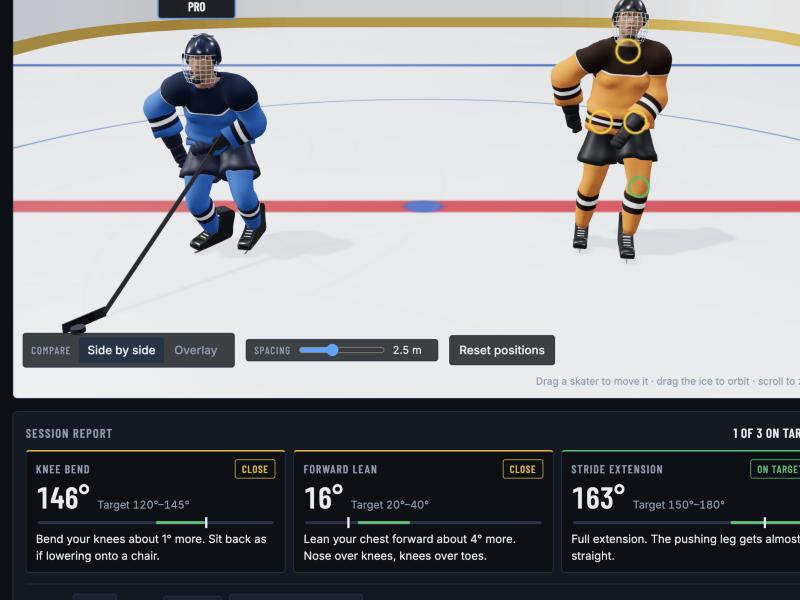 PRO
COMPARE Side by side Overlay SPACING 2.5 m Reset positions
Drag a skater to move it · drag the ice to orbit · scroll to
SESSION REPORT 1 OF 3 ON
KNEE BEND CLOSE
146° Target 120°–145°
Bend your knees about 1° more. Sit back as
if lowering onto a chair.
FORWARD LEAN CLOSE
16° Target 20°–40°
Lean your chest forward about 4° more.
Nose over knees, knees over toes.
STRIDE EXTENSION ON TARGET
163° Target 150°–180°
Full extension. The pushing leg gets almost
straight.